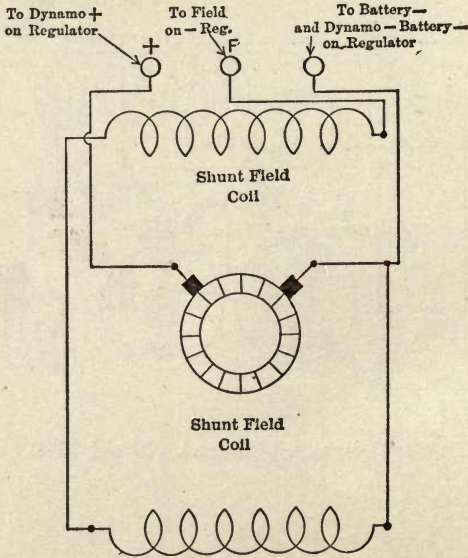 To Dynamo +
on Regulator
To Field
on — Reg.
To Battery —
and Dynamo — Battery —
on Regulator
+
F
Shunt Field
Coil
Shunt Field
Coil